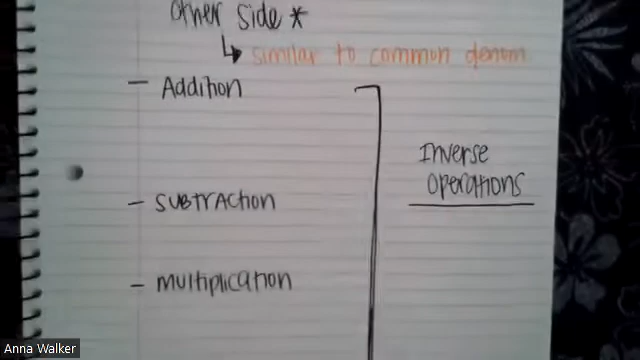 other side *
↳ similar to common denom
- Addition
Inverse
operations
- SUBTRACTION
- multiplication
Anna Walker